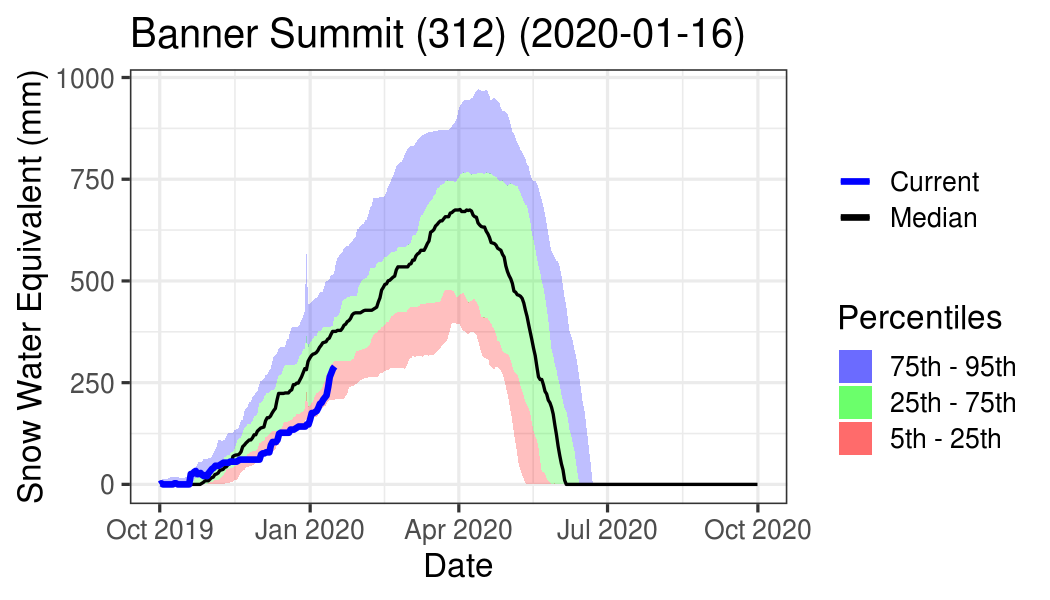 Banner Summit (312) (2020-01-16)
Snow Water Equivalent (mm)
1000
750
500
250
0
Oct 2019
Jan 2020
Apr 2020
Jul 2020
Oct 2020
Date
Current
Median
Percentiles
75th - 95th
25th - 75th
5th - 25th